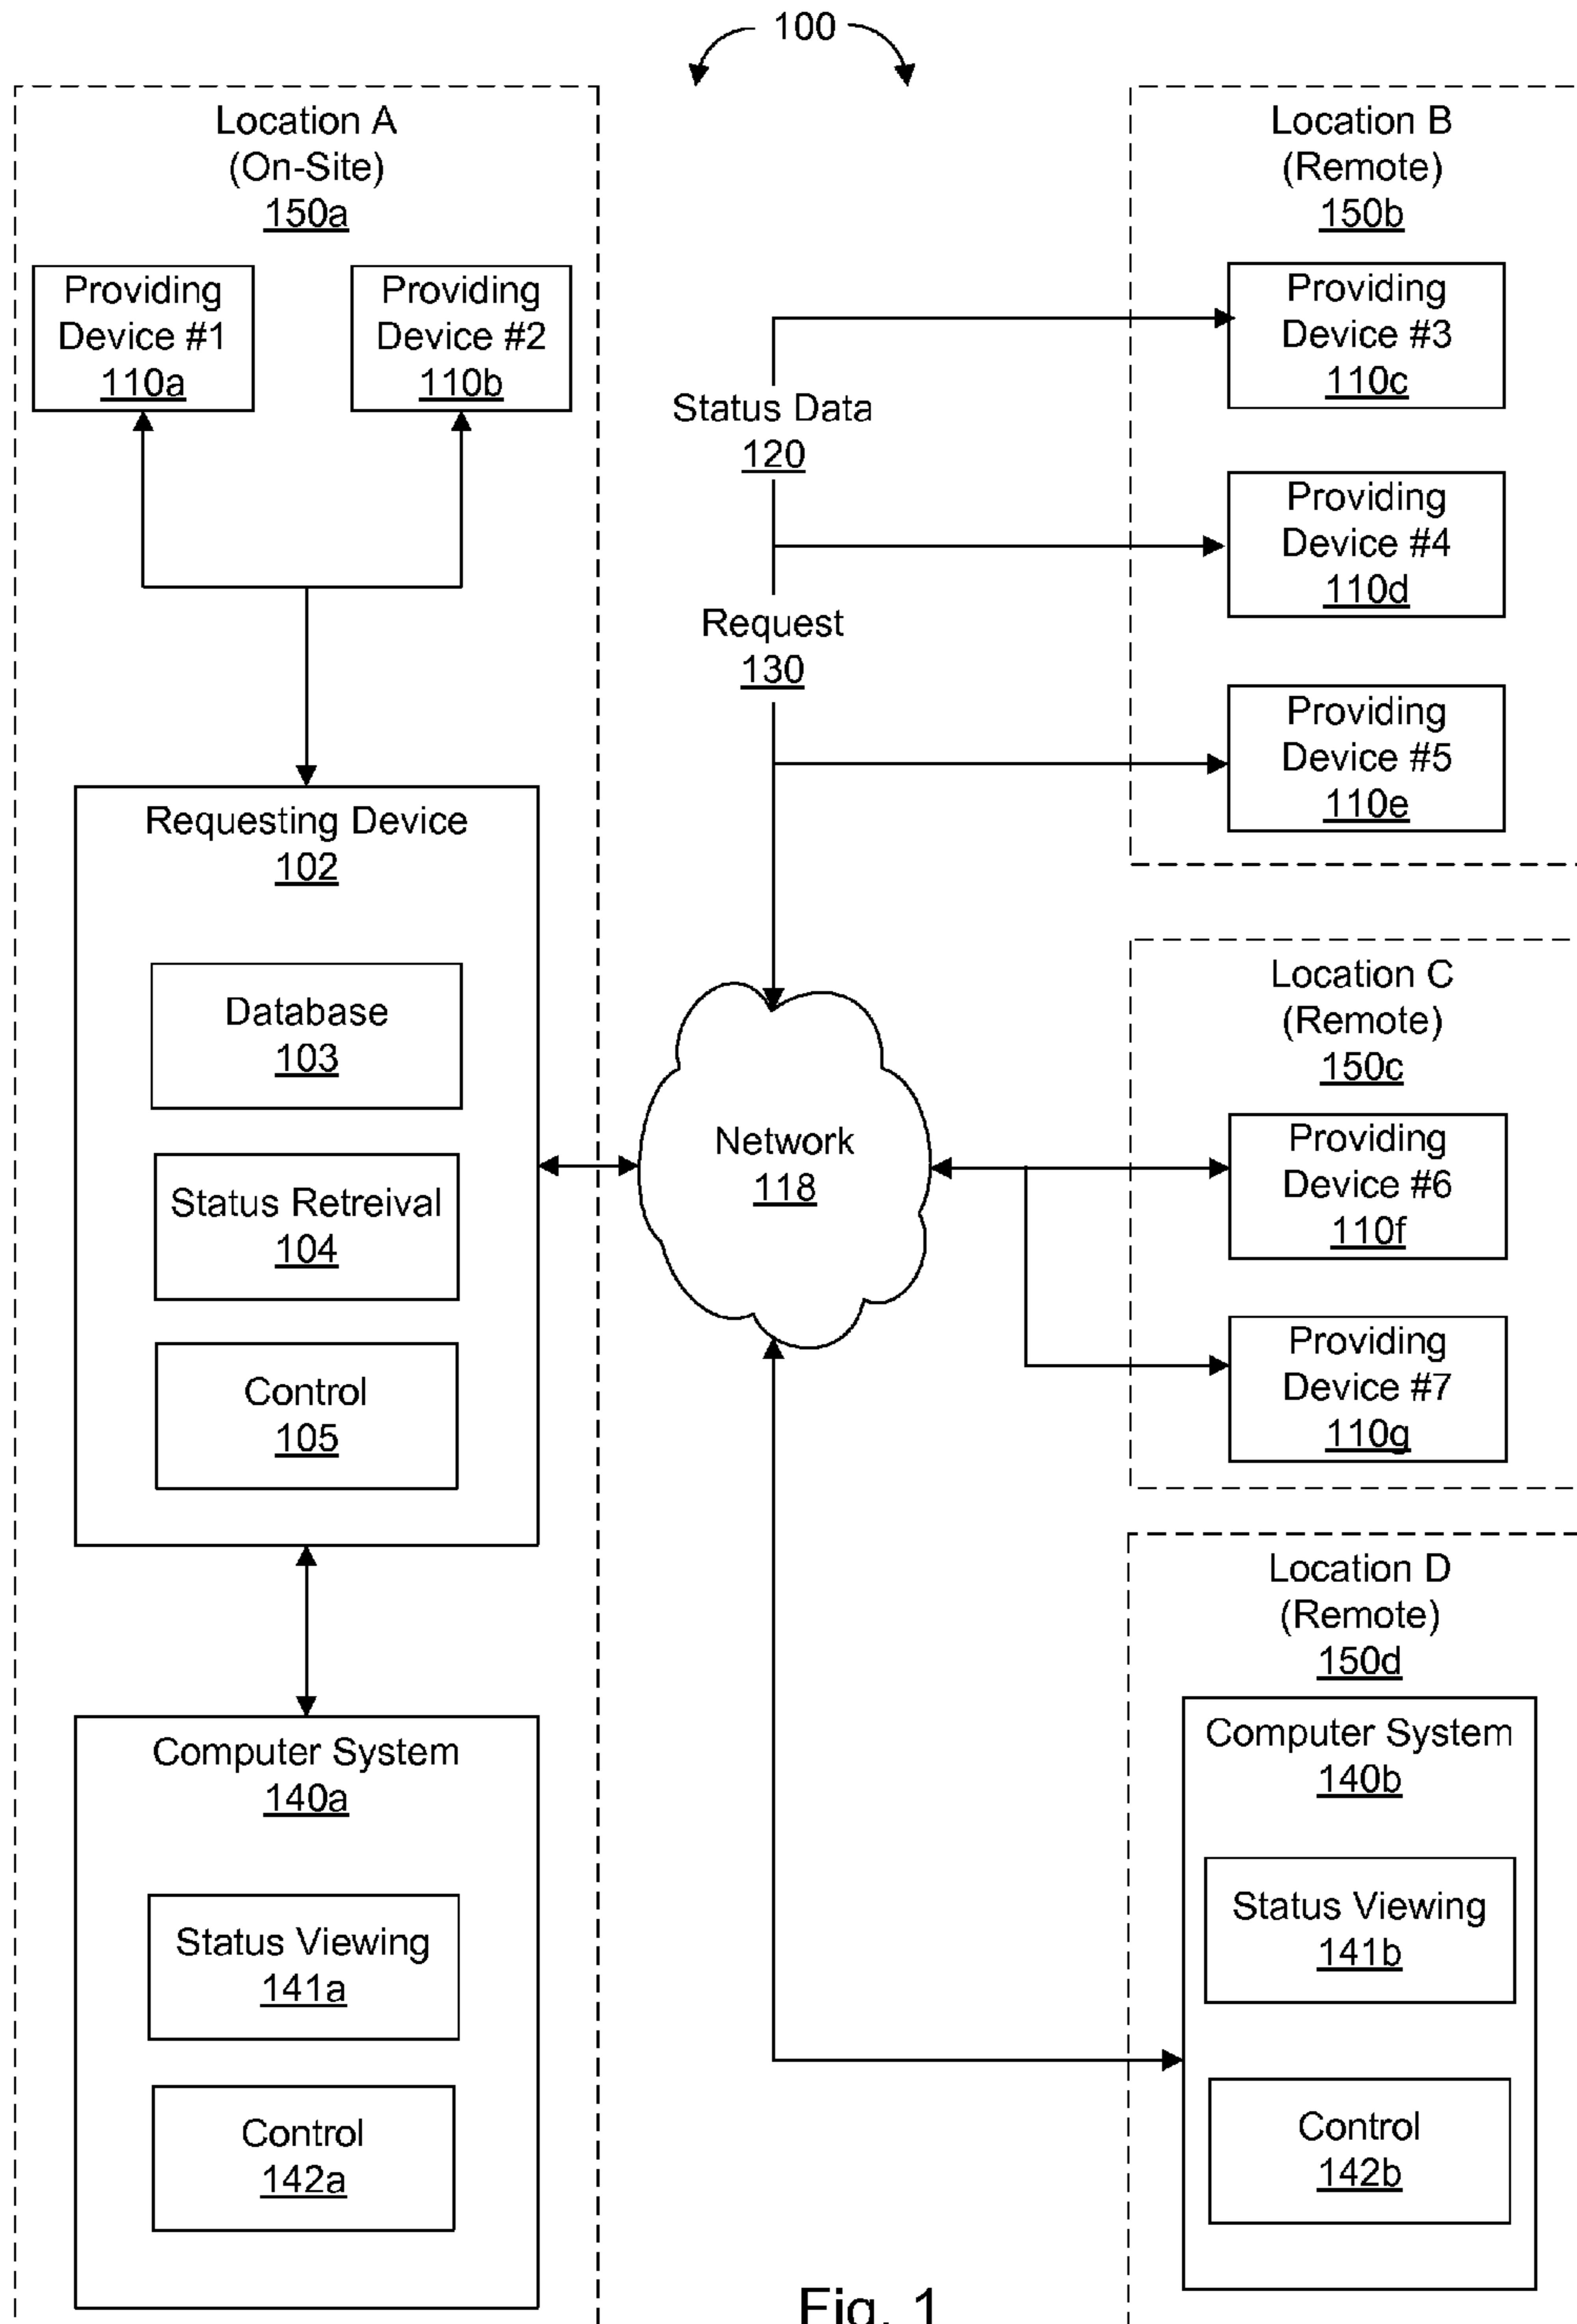 100
Location A
(On-Site)
150a
Providing
Device #1
110a
Providing
Device #2
110b
Requesting Device
102
Database
103
Status Retreival
104
Control
105
Computer System
140a
Status Viewing
141a
Control
142a
Status Data
120
Request
130
Network
118
Location B
(Remote)
150b
Providing
Device #3
110c
Providing
Device #4
110d
Providing
Device #5
110e
Location C
(Remote)
150c
Providing
Device #6
110f
Providing
Device #7
110g
Location D
(Remote)
150d
Computer System
140b
Status Viewing
141b
Control
142b
Fig. 1